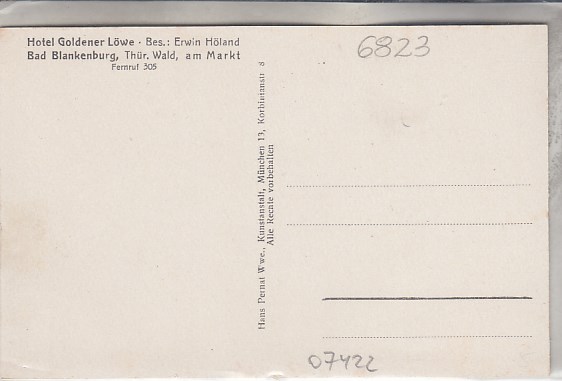 Hotel Goldener Löwe · Bes.: Erwin Höland
Bad Blankenburg, Thür. Wald, am Markt
Fernruf 305
6823
Hans Pernat Wwe., Kunstanstalt, München 13, Korbinianstr 8
Alle Rechte vorbehalten
07422